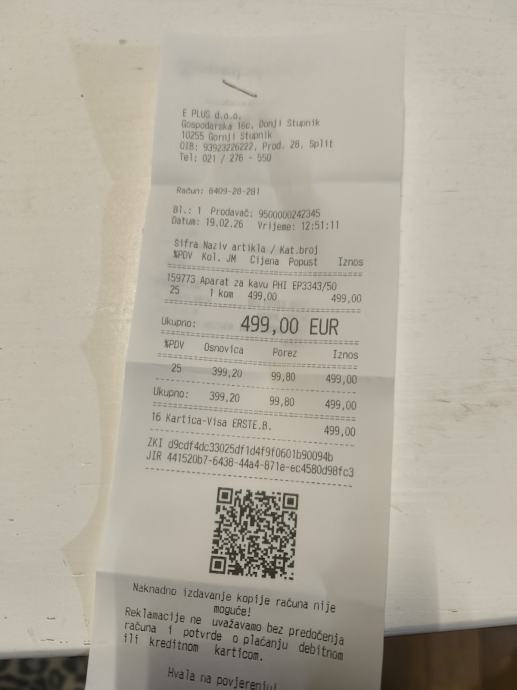 E PLUS d.o.o.
Gospodarska 16c, Donji Stupnik
10255 Gornji Stupnik
OIB: 93923226222, Prod. 28, Split
Tel: 021 / 276 - 550
Račun: 8409-28-281
Bl.: 1 Prodavač: 9500000242345
Datum: 19.02.26 Vrijeme: 12:51:11
Šifra Naziv artikla / Kat.broj
%PDV Kol. JM Cijena Popust Iznos
159773 Aparat za kavu PHI EP3343/50
25 1 kom 499,00 499,00
Ukupno: 499,00 EUR
%PDV Osnovica Porez Iznos
25 399,20 99,80 499,00
Ukupno: 399,20 99,80 499,00
16 Kartica-Visa ERSTE.B. 499,00
ZKI d9cdf4dc33025df1d4f9f0601b90094b
JIR 441520b7-6438-44a4-871e-ec4580d98fc3
Naknadno izdavanje kopije računa nije
moguće!
Reklamacije ne uvažavamo bez predočenja
računa i potvrde o plaćanju debitnom
ili kreditnom karticom.
Hvala na povjerenju!